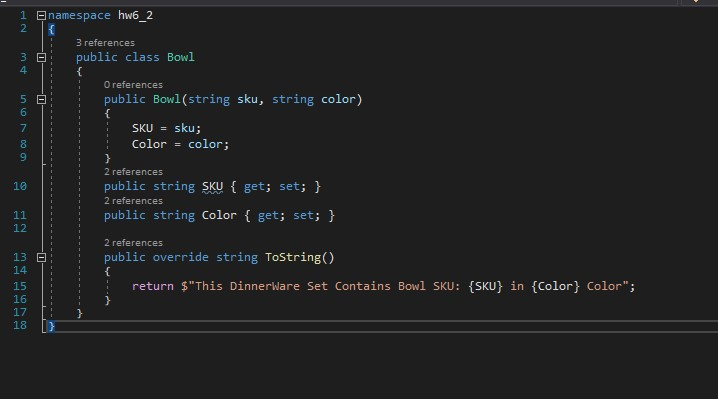 1 namespace hw6_2
2 {
3 references
3 public class Bowl
4 {
0 references
5 public Bowl(string sku, string color)
6 {
7 SKU = sku;
8 Color = color;
9 }
2 references
10 public string SKU { get; set; }
2 references
11 public string Color { get; set; }
12
2 references
13 public override string ToString()
14 {
15 return $"This DinnerWare Set Contains Bowl SKU: {SKU} in {Color} Color";
16 }
17 }
18 }